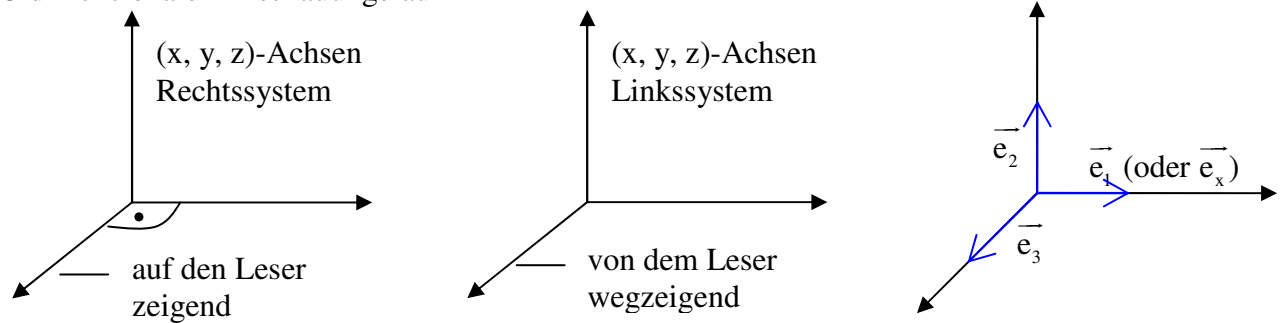 (x, y, z)-Achsen
Rechtssystem
auf den Leser
zeigend
(x, y, z)-Achsen
Linkssystem
von dem Leser
wegzeigend
e₂
e₁ (oder eₓ)
e₃